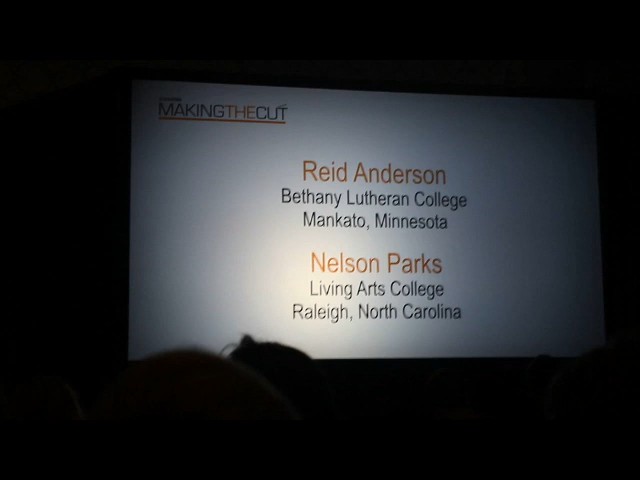 MAKINGTHECUT
Reid Anderson
Bethany Lutheran College
Mankato, Minnesota
Nelson Parks
Living Arts College
Raleigh, North Carolina